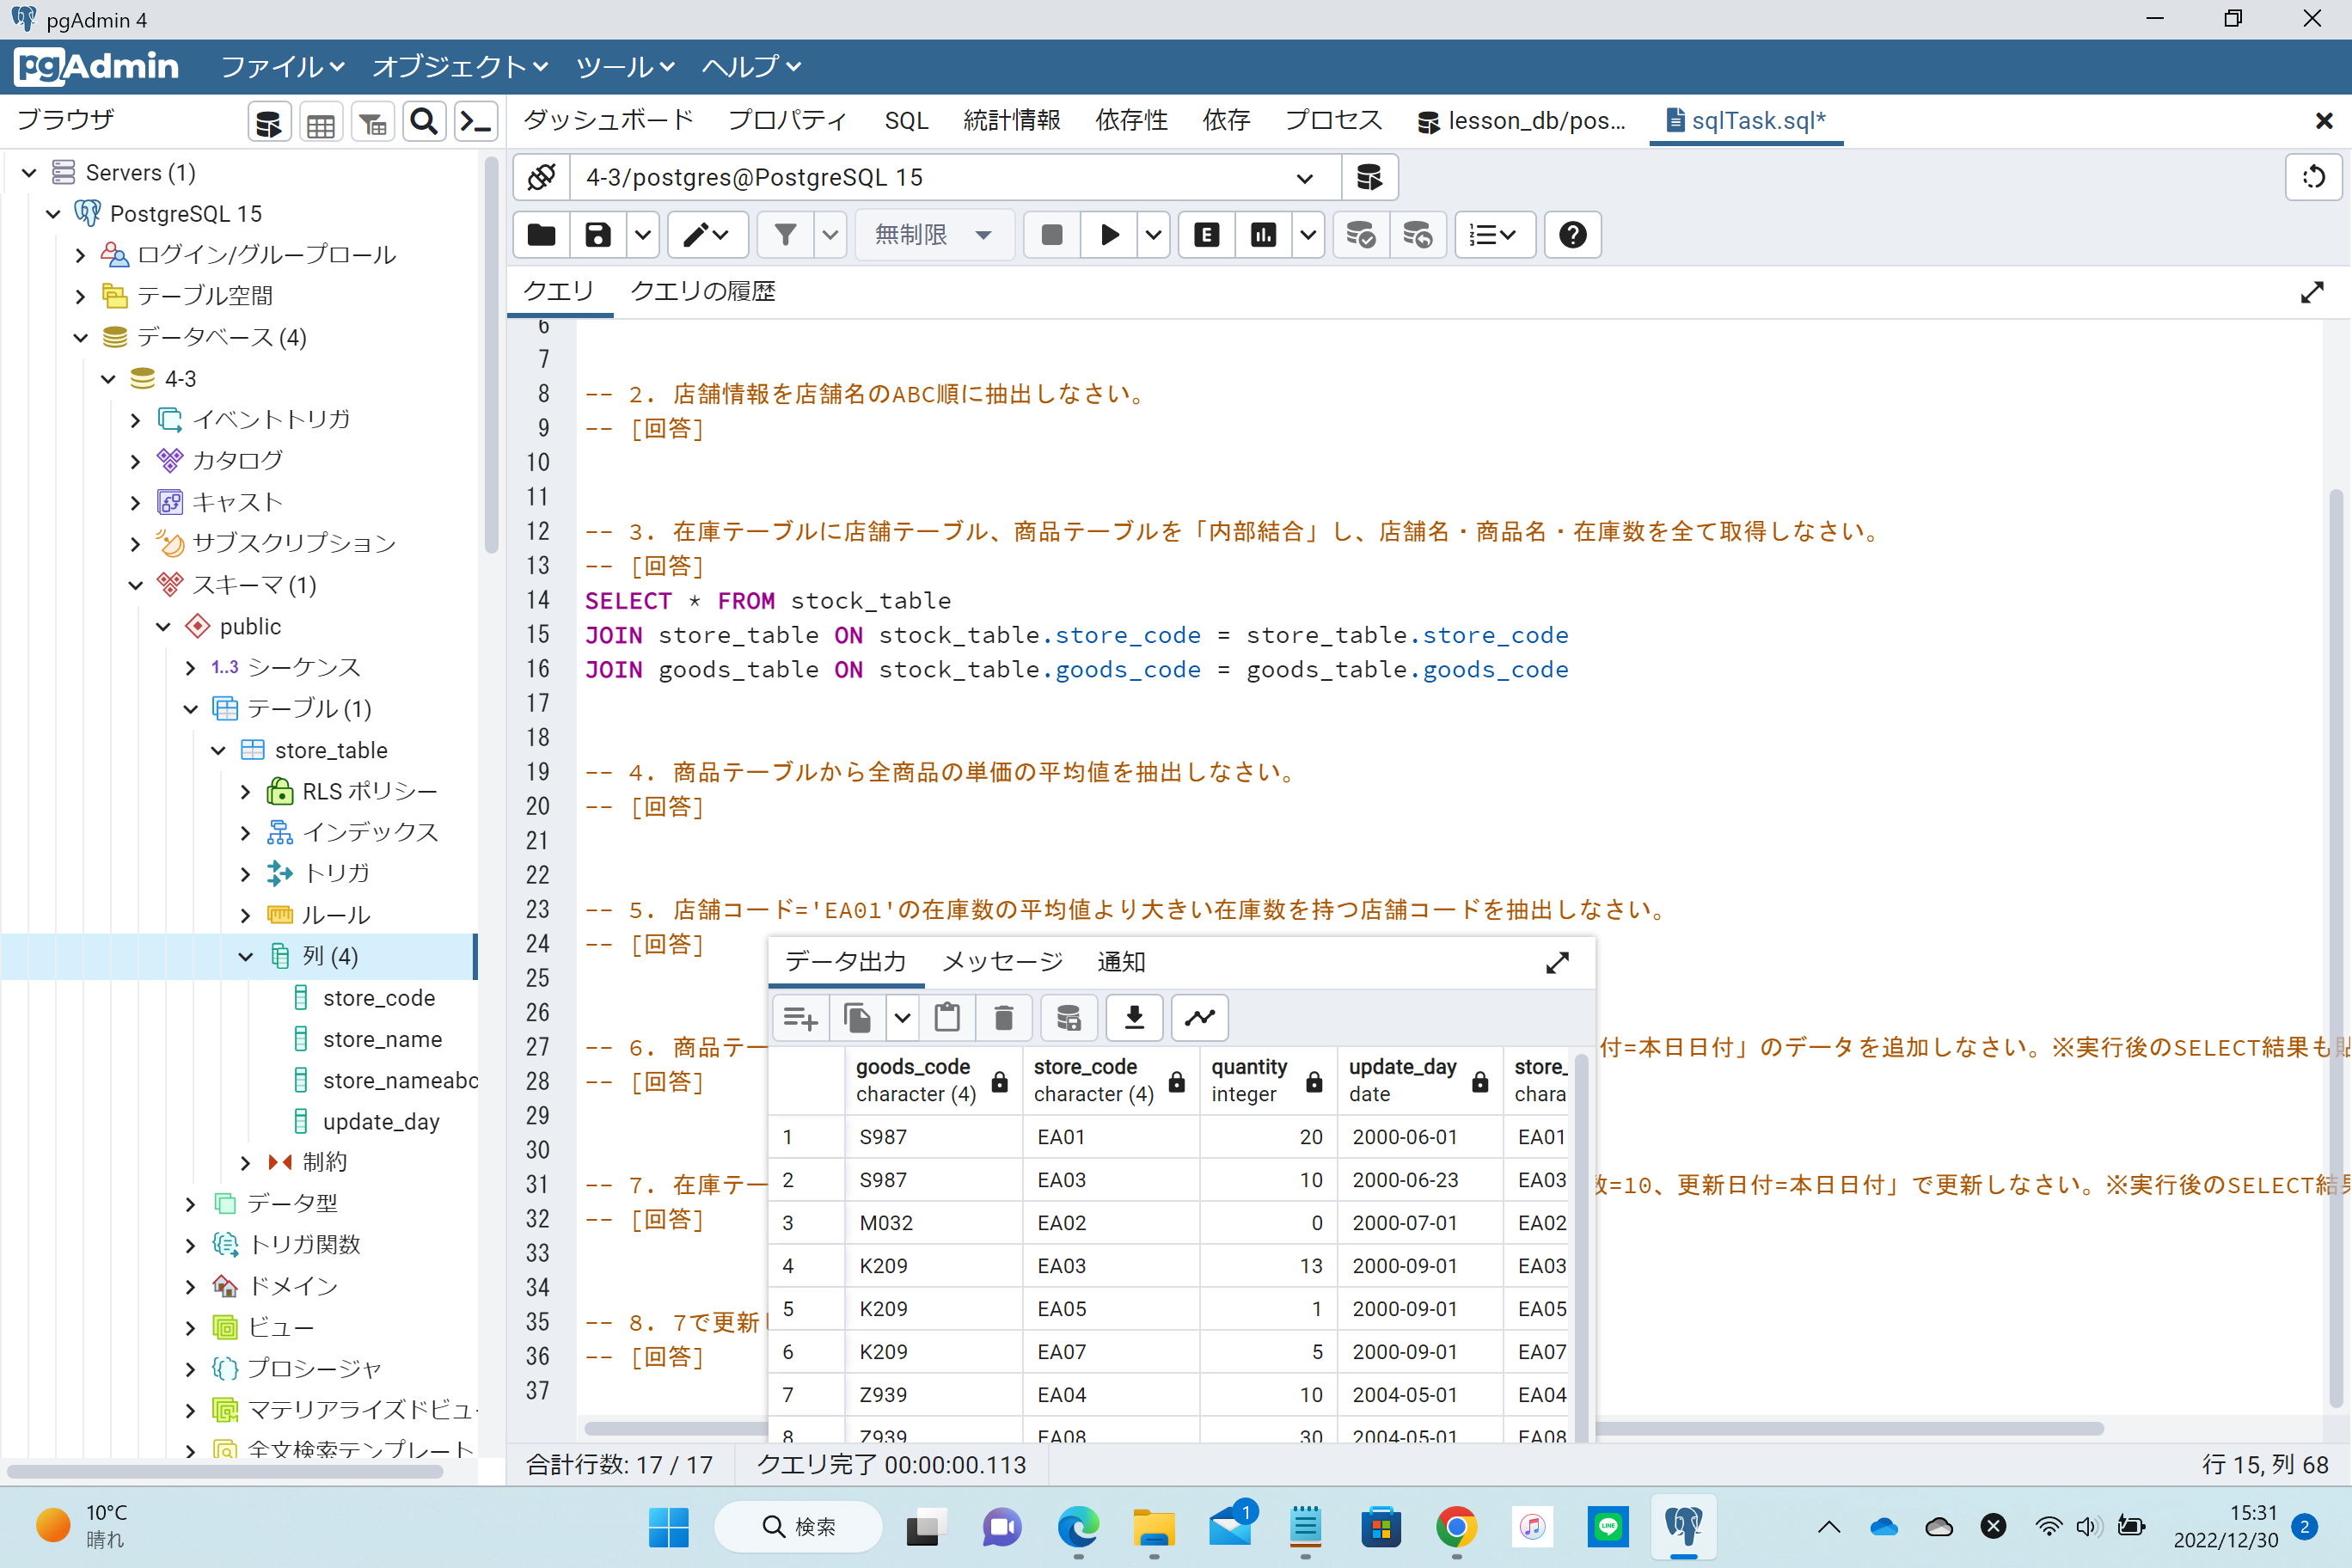 pgAdmin 4
pgAdmin ファイル オブジェクト ツール ヘルプ
ブラウザ
ダッシュボード プロパティ SQL 統計情報 依存性 依存 プロセス lesson_db/pos... sqlTask.sql*
Servers (1)
PostgreSQL 15
ログイン/グループロール
テーブル空間
データベース (4)
4-3
イベントトリガ
カタログ
キャスト
サブスクリプション
スキーマ (1)
public
1..3 シーケンス
テーブル (1)
store_table
RLS ポリシー
インデックス
トリガ
ルール
列 (4)
store_code
store_name
store_nameabc
update_day
制約
データ型
トリガ関数
ドメイン
ビュー
プロシージャ
マテリアライズドビュー
全文検索テンプレート
4-3/postgres@PostgreSQL 15
無制限
E
クエリ クエリの履歴
6
7
8 -- 2. 店舗情報を店舗名のABC順に抽出しなさい。
9 -- [回答]
10
11
12 -- 3. 在庫テーブルに店舗テーブル、商品テーブルを「内部結合」し、店舗名・商品名・在庫数を全て取得しなさい。
13 -- [回答]
14 SELECT * FROM stock_table
15 JOIN store_table ON stock_table.store_code = store_table.store_code
16 JOIN goods_table ON stock_table.goods_code = goods_table.goods_code
17
18
19 -- 4. 商品テーブルから全商品の単価の平均値を抽出しなさい。
20 -- [回答]
21
22
23 -- 5. 店舗コード='EA01'の在庫数の平均値より大きい在庫数を持つ店舗コードを抽出しなさい。
24 -- [回答]
25
26
27 -- 6. 商品テー 付=本日日付」のデータを追加しなさい。※実行後のSELECT結果も貼
28 -- [回答]
29
30
31 -- 7. 在庫テー 数=10、更新日付=本日日付」で更新しなさい。※実行後のSELECT結果
32 -- [回答]
33
34
35 -- 8. 7で更新し
36 -- [回答]
37
データ出力 メッセージ 通知
goods_code store_code quantity update_day store_
character (4) character (4) integer date chara
1 S987 EA01 20 2000-06-01 EA01
2 S987 EA03 10 2000-06-23 EA03
3 M032 EA02 0 2000-07-01 EA02
4 K209 EA03 13 2000-09-01 EA03
5 K209 EA05 1 2000-09-01 EA05
6 K209 EA07 5 2000-09-01 EA07
7 Z939 EA04 10 2004-05-01 EA04
8 Z939 EA08 30 2004-05-01 EA08
合計行数: 17 / 17 クエリ完了 00:00:00.113 行 15, 列 68
10°C
晴れ
検索
1
LINE
15:31
2022/12/30
2